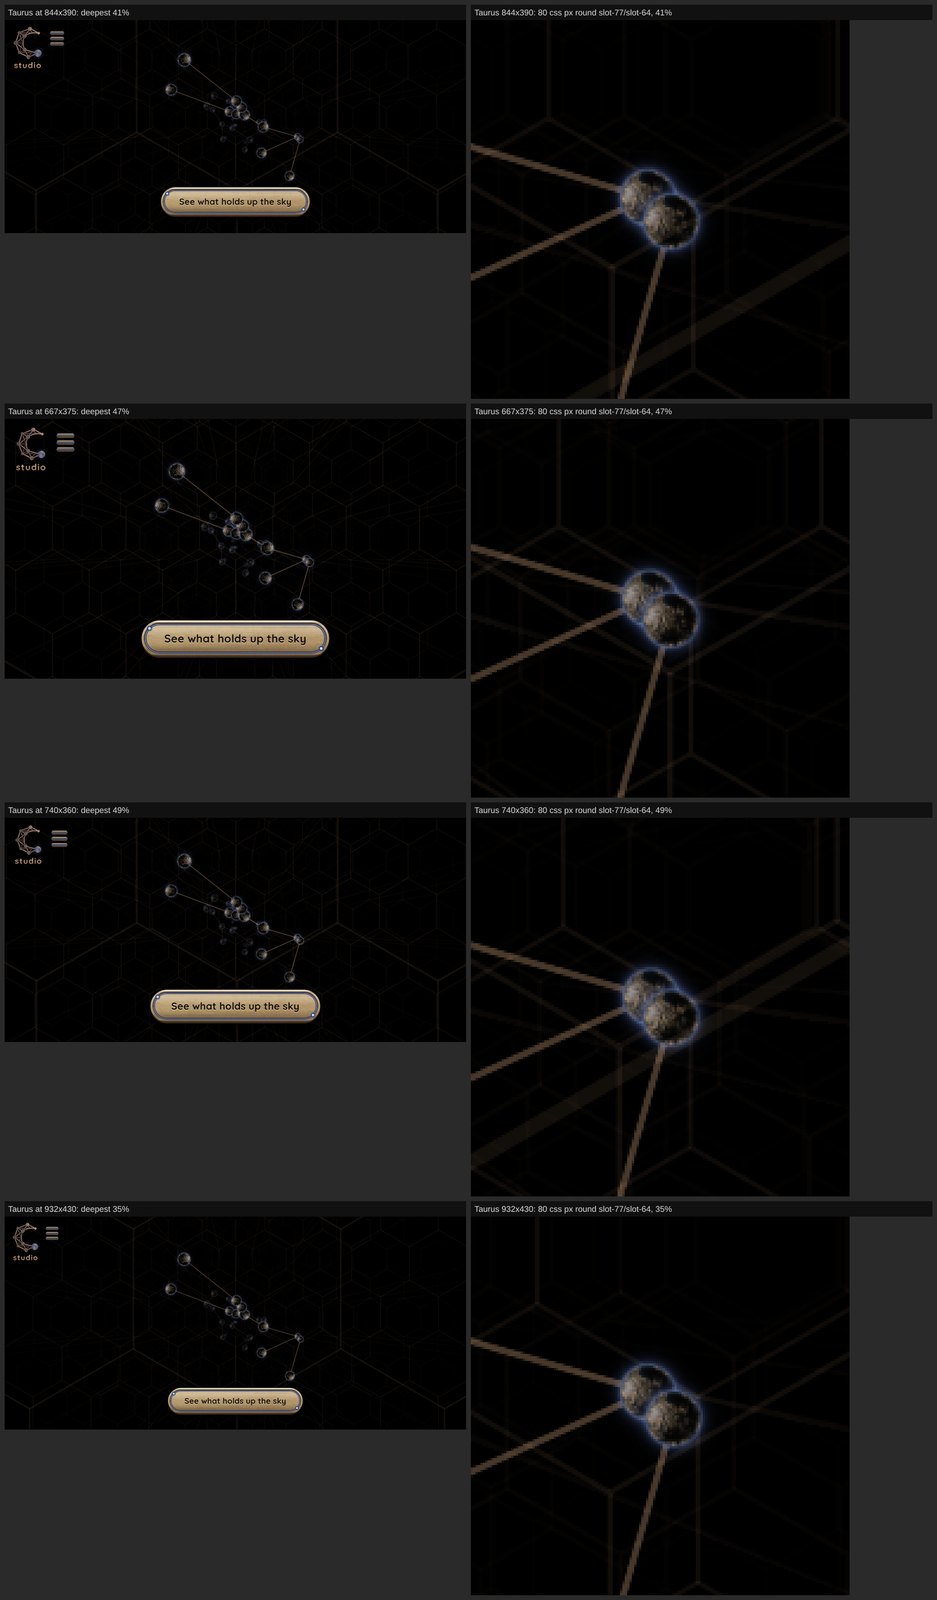 Taurus at 844x390: deepest 41%
Taurus 844x390: 80 css px round slot-77/slot-64, 41%
studio
See what holds up the sky
Taurus at 667x375: deepest 47%
Taurus 667x375: 80 css px round slot-77/slot-64, 47%
studio
See what holds up the sky
Taurus at 740x360: deepest 49%
Taurus 740x360: 80 css px round slot-77/slot-64, 49%
studio
See what holds up the sky
Taurus at 932x430: deepest 35%
Taurus 932x430: 80 css px round slot-77/slot-64, 35%
studio
See what holds up the sky